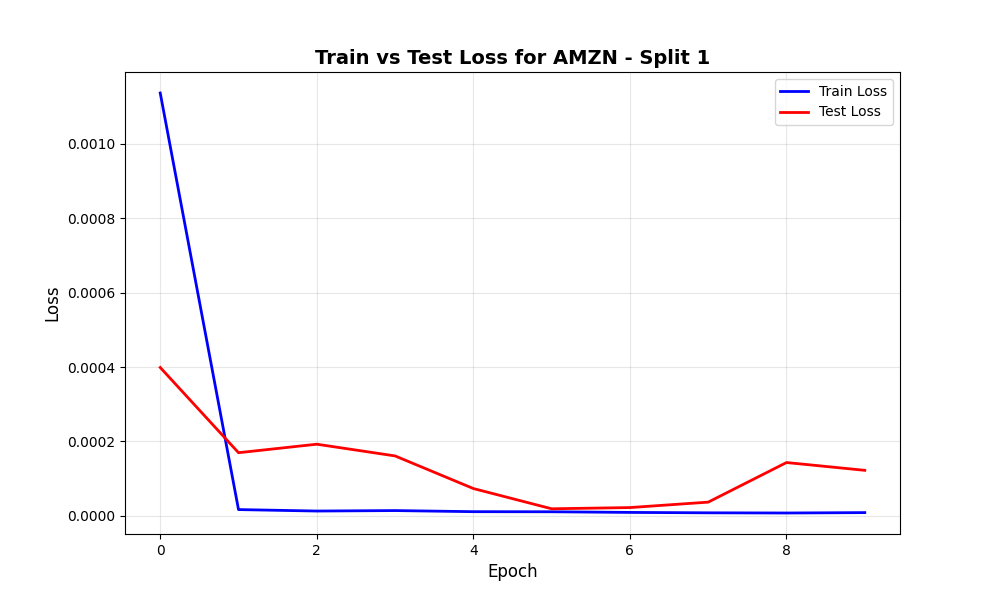 Train vs Test Loss for AMZN - Split 1
Train Loss
Test Loss
0.0010
0.0008
0.0006
0.0004
0.0002
0.0000
Loss
0 2 4 6 8
Epoch